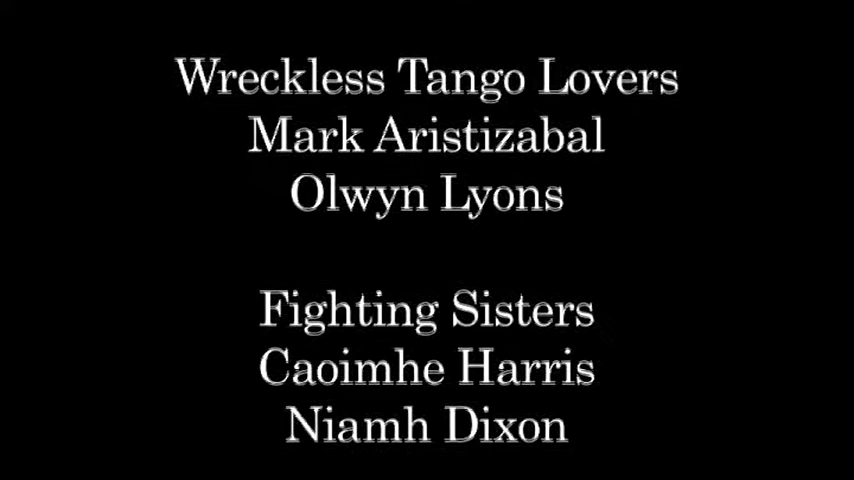 Wreckless Tango Lovers
Mark Aristizabal
Olwyn Lyons
Fighting Sisters
Caoimhe Harris
Niamh Dixon